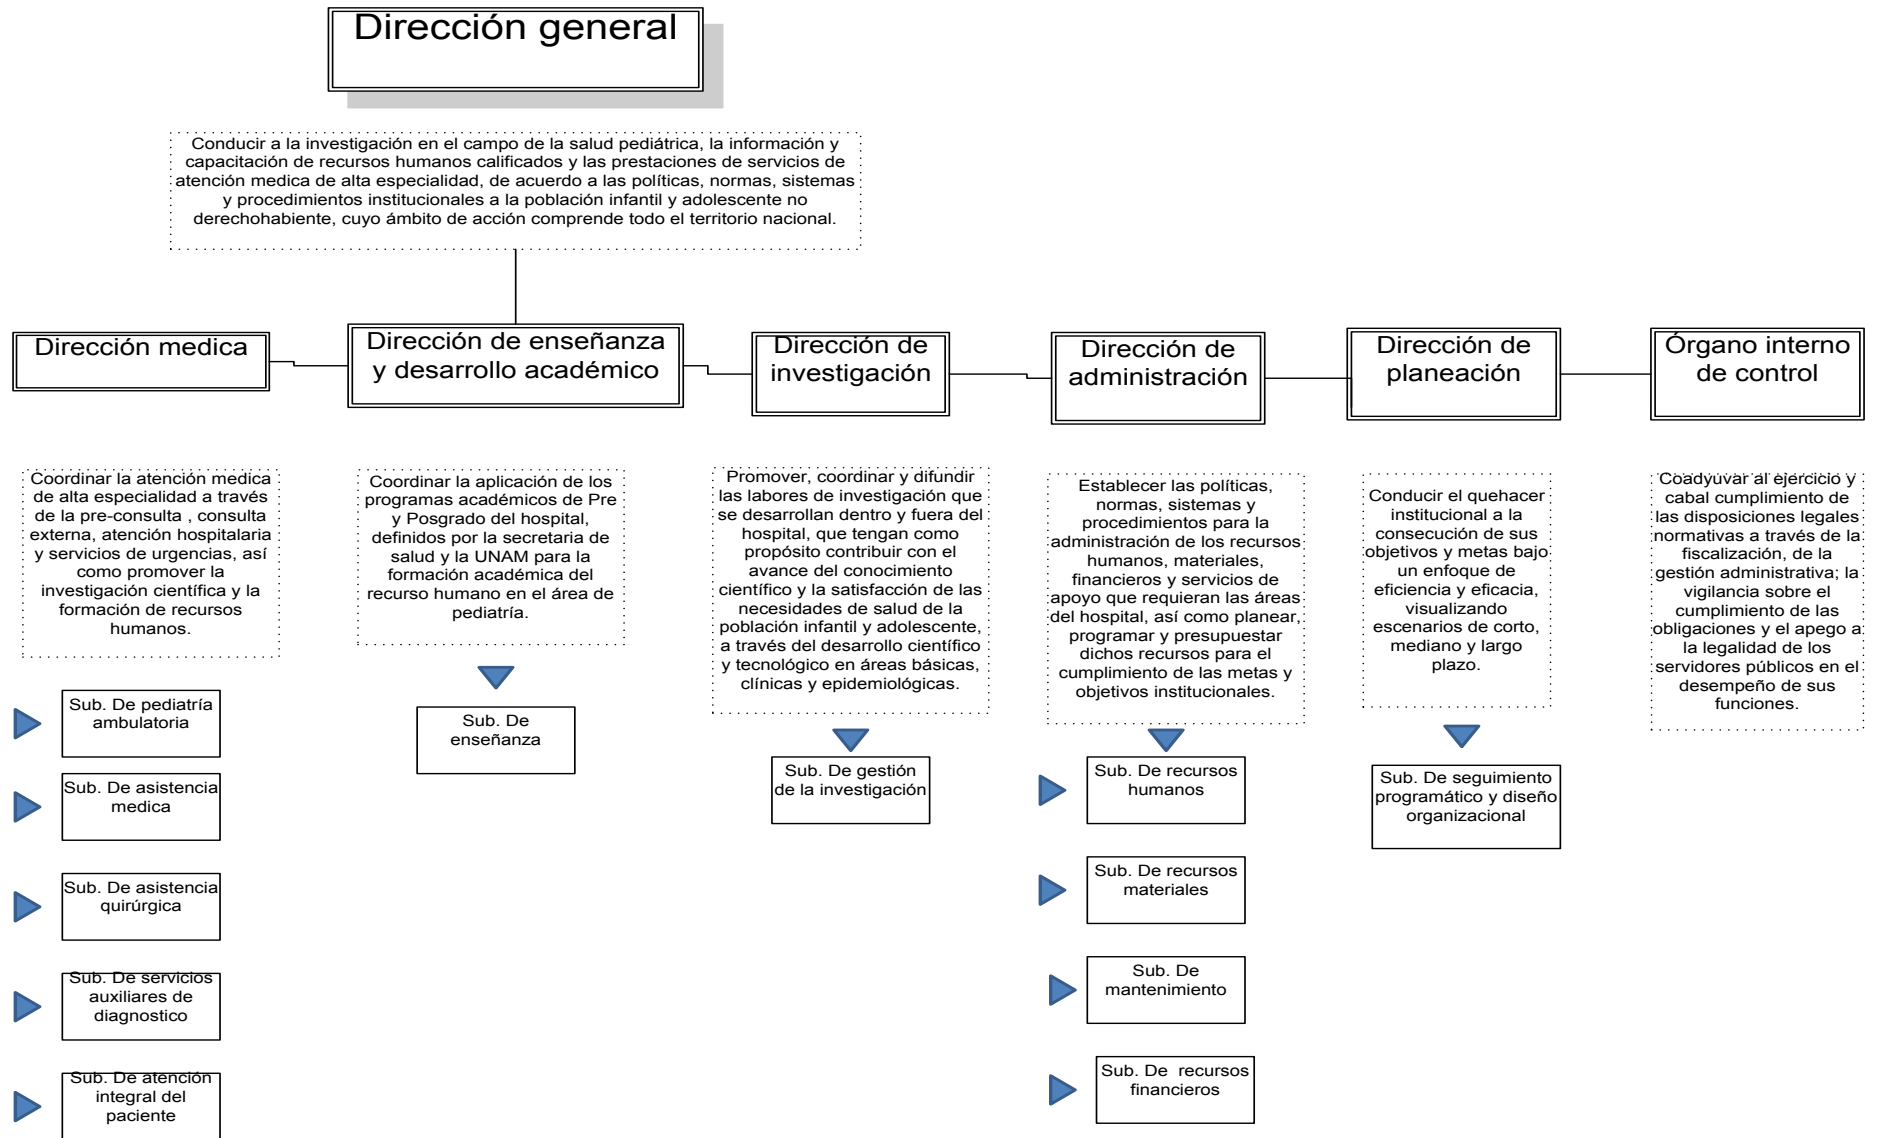 Dirección general
Conducir a la investigación en el campo de la salud pediátrica, la información y
capacitación de recursos humanos calificados y las prestaciones de servicios de
atención medica de alta especialidad, de acuerdo a las políticas, normas, sistemas
y procedimientos institucionales a la población infantil y adolescente no
derechohabiente, cuyo ámbito de acción comprende todo el territorio nacional.
Dirección medica
Dirección de enseñanza
y desarrollo académico
Dirección de
investigación
Dirección de
administración
Dirección de
planeación
Órgano interno
de control
Coordinar la atención medica
de alta especialidad a través
de la pre-consulta , consulta
externa, atención hospitalaria
y servicios de urgencias, así
como promover la
investigación científica y la
formación de recursos
humanos.
Coordinar la aplicación de los
programas académicos de Pre
y Posgrado del hospital,
definidos por la secretaria de
salud y la UNAM para la
formación académica del
recurso humano en el área de
pediatría.
Promover, coordinar y difundir
las labores de investigación que
se desarrollan dentro y fuera del
hospital, que tengan como
propósito contribuir con el
avance del conocimiento
científico y la satisfacción de las
necesidades de salud de la
población infantil y adolescente,
a través del desarrollo científico
y tecnológico en áreas básicas,
clínicas y epidemiológicas.
Establecer las políticas,
normas, sistemas y
procedimientos para la
administración de los recursos
humanos, materiales,
financieros y servicios de
apoyo que requieran las áreas
del hospital, así como planear,
programar y presupuestar
dichos recursos para el
cumplimiento de las metas y
objetivos institucionales.
Conducir el quehacer
institucional a la
consecución de sus
objetivos y metas bajo
un enfoque de
eficiencia y eficacia,
visualizando
escenarios de corto,
mediano y largo
plazo.
Coadyuvar al ejercicio y
cabal cumplimiento de
las disposiciones legales
normativas a través de la
fiscalización, de la
gestión administrativa; la
vigilancia sobre el
cumplimiento de las
obligaciones y el apego a
la legalidad de los
servidores públicos en el
desempeño de sus
funciones.
Sub. De pediatría
ambulatoria
Sub. De asistencia
medica
Sub. De asistencia
quirúrgica
Sub. De servicios
auxiliares de
diagnostico
Sub. De atención
integral del
paciente
Sub. De
enseñanza
Sub. De gestión
de la investigación
Sub. De recursos
humanos
Sub. De recursos
materiales
Sub. De
mantenimiento
Sub. De  recursos
financieros
Sub. De seguimiento
programático y diseño
organizacional